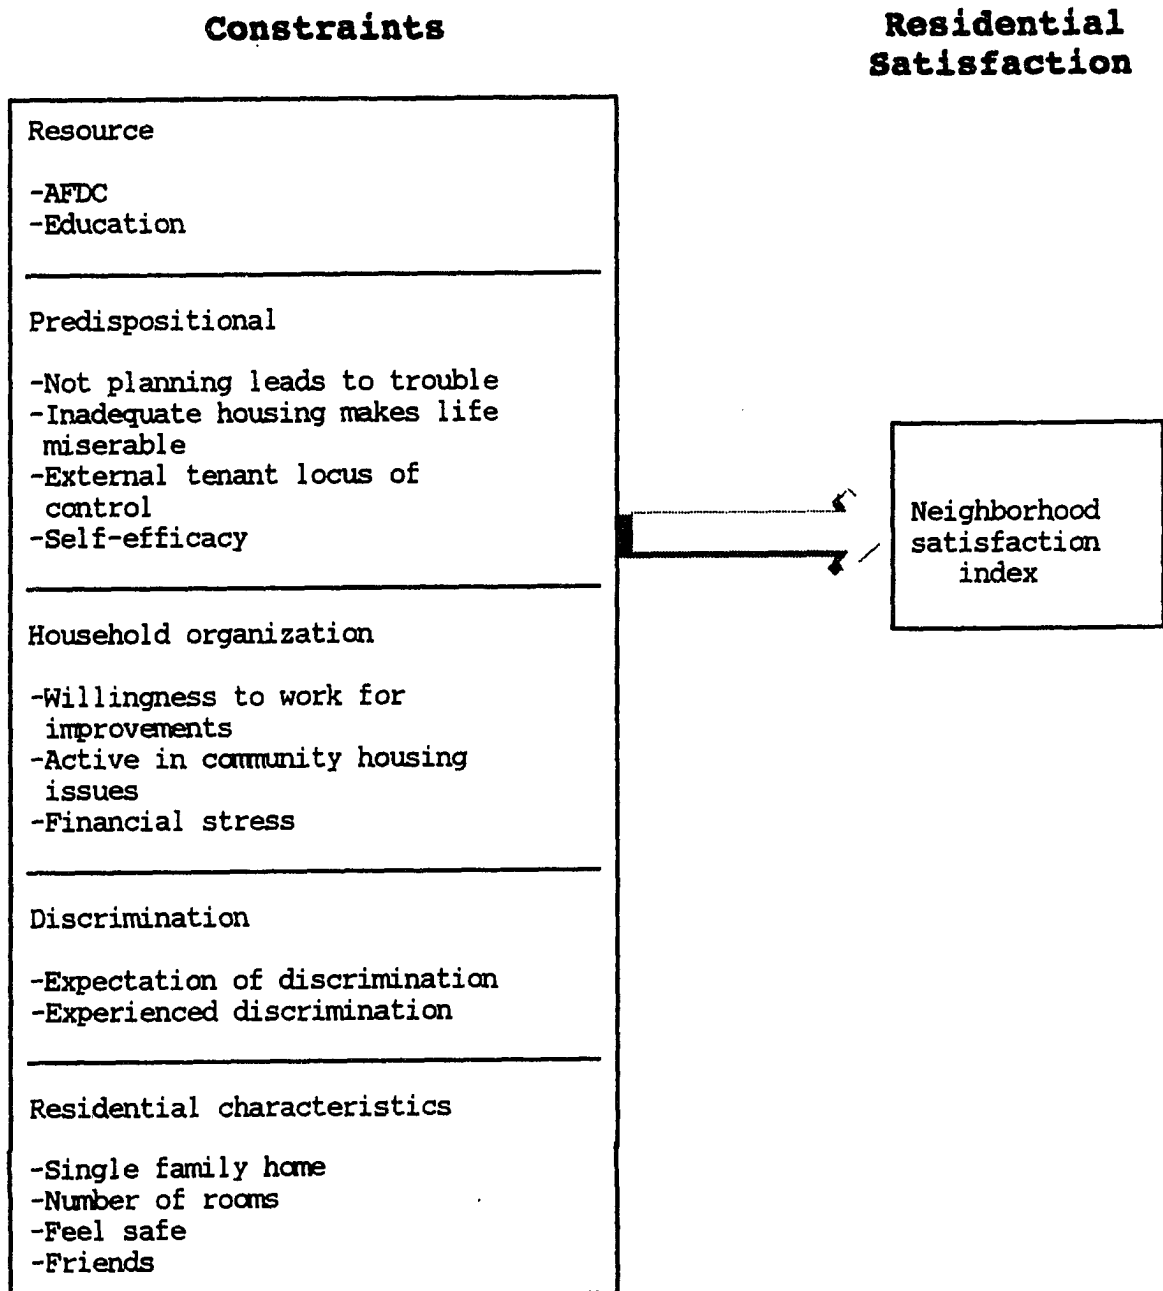 Constraints
Residential
Satisfaction
Resource
-AFDC
-Education
Predispositional
-Not planning leads to trouble
-Inadequate housing makes life
miserable
-External tenant locus of
control
-Self-efficacy
Household organization
-Willingness to work for
improvements
-Active in community housing
issues
-Financial stress
Discrimination
-Expectation of discrimination
-Experienced discrimination
Residential characteristics
-Single family home
-Number of rooms
-Feel safe
-Friends
Neighborhood
satisfaction
index